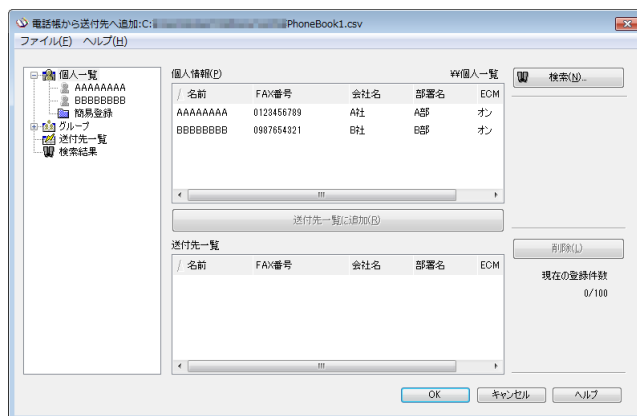 電話帳から送付先へ追加:C: PhoneBook1.csv
ファイル(F) ヘルプ(H)
個人一覧
AAAAAAAA
BBBBBBBB
簡易登録
グループ
送付先一覧
検索結果
個人情報(P) ¥¥個人一覧
/ 名前 FAX番号 会社名 部署名 ECM
AAAAAAAA 0123456789 A社 A部 オン
BBBBBBBB 0987654321 B社 B部 オン
検索(N)...
送付先一覧に追加(R)
送付先一覧
/ 名前 FAX番号 会社名 部署名 ECM
削除(L)
現在の登録件数
0/100
OK キャンセル ヘルプ